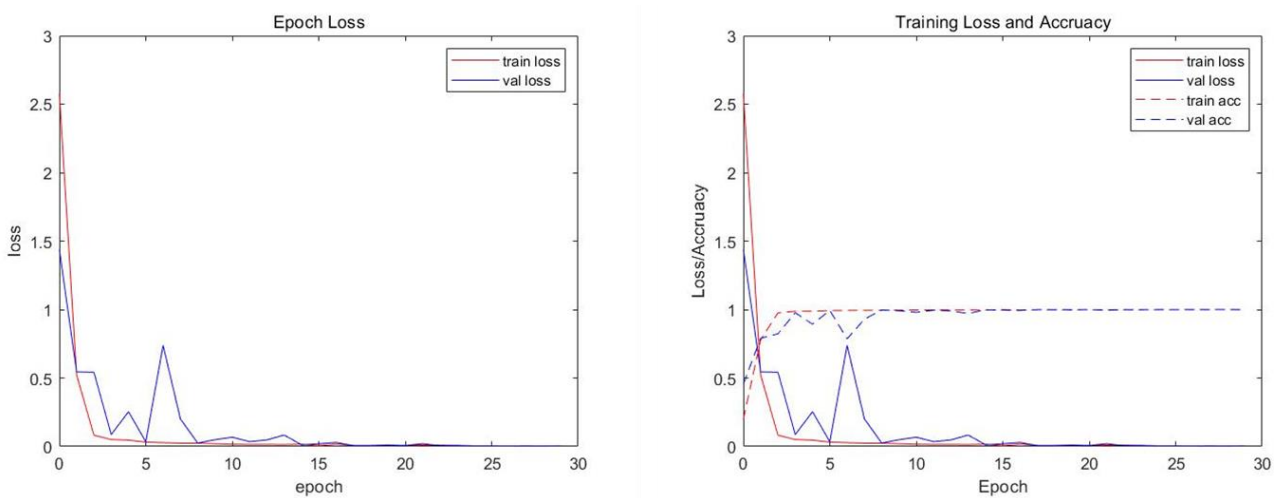 Epoch Loss
3
2.5
2
1.5
1
0.5
0
loss
0
5
10
15
20
25
30
epoch
train loss
val loss
Training Loss and Accruacy
3
2.5
2
1.5
1
0.5
0
Loss/Accruacy
0
5
10
15
20
25
30
Epoch
train loss
val loss
train acc
val acc